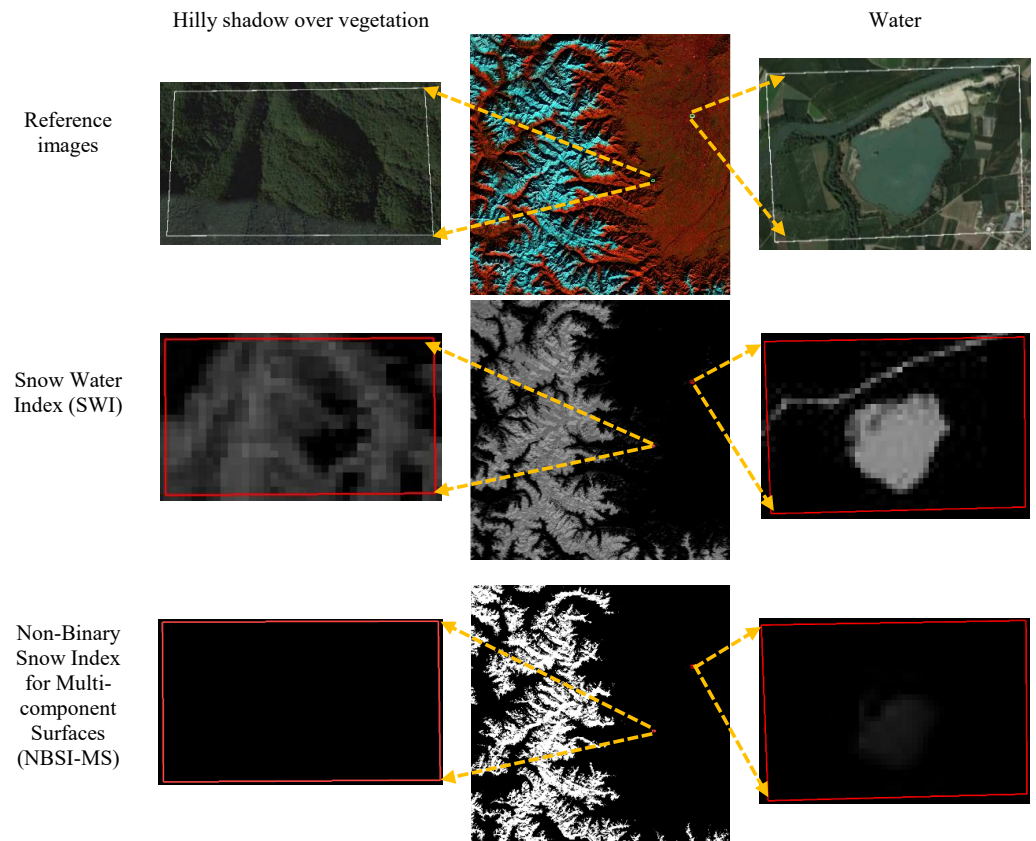 Hilly shadow over vegetation
Water
Reference
images
Snow Water
Index (SWI)
Non-Binary
Snow Index
for Multi-
component
Surfaces
(NBSI-MS)